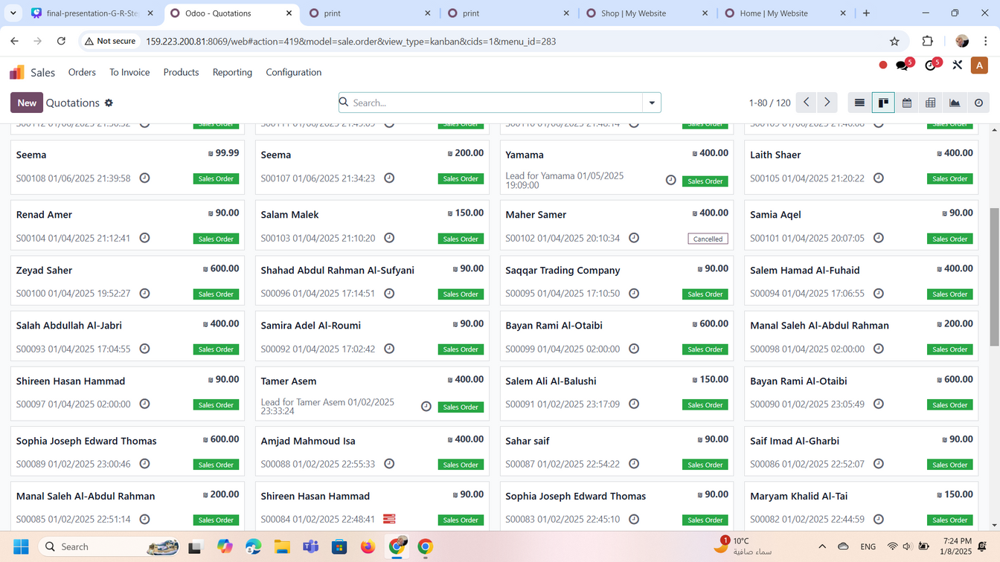 final-presentation-G-R-Ste
Odoo - Quotations
print
print
Shop | My Website
Home | My Website
Not secure
159.223.200.81:8069/web#action=419&model=sale.order&view_type=kanban&cids=1&menu_id=283
Sales Orders To Invoice Products Reporting Configuration
5 5 A
New Quotations Search... 1-80 / 120
Seema ₪ 99.99
S00108 01/06/2025 21:39:58 Sales Order
Seema ₪ 200.00
S00107 01/06/2025 21:34:23 Sales Order
Yamama ₪ 400.00
Lead for Yamama 01/05/2025
19:09:00 Sales Order
Laith Shaer ₪ 400.00
S00105 01/04/2025 21:20:22 Sales Order
Renad Amer ₪ 90.00
S00104 01/04/2025 21:12:41 Sales Order
Salam Malek ₪ 150.00
S00103 01/04/2025 21:10:20 Sales Order
Maher Samer ₪ 400.00
S00102 01/04/2025 20:10:34 Cancelled
Samia Aqel ₪ 90.00
S00101 01/04/2025 20:07:05 Sales Order
Zeyad Saher ₪ 600.00
S00100 01/04/2025 19:52:27 Sales Order
Shahad Abdul Rahman Al-Sufyani ₪ 90.00
S00096 01/04/2025 17:14:51 Sales Order
Saqqar Trading Company ₪ 90.00
S00095 01/04/2025 17:10:50 Sales Order
Salem Hamad Al-Fuhaid ₪ 400.00
S00094 01/04/2025 17:06:55 Sales Order
Salah Abdullah Al-Jabri ₪ 400.00
S00093 01/04/2025 17:04:55 Sales Order
Samira Adel Al-Roumi ₪ 90.00
S00092 01/04/2025 17:02:42 Sales Order
Bayan Rami Al-Otaibi ₪ 600.00
S00099 01/04/2025 02:00:00 Sales Order
Manal Saleh Al-Abdul Rahman ₪ 200.00
S00098 01/04/2025 02:00:00 Sales Order
Shireen Hasan Hammad ₪ 90.00
S00097 01/04/2025 02:00:00 Sales Order
Tamer Asem ₪ 400.00
Lead for Tamer Asem 01/02/2025
23:33:24 Sales Order
Salem Ali Al-Balushi ₪ 150.00
S00091 01/02/2025 23:17:09 Sales Order
Bayan Rami Al-Otaibi ₪ 600.00
S00090 01/02/2025 23:05:49 Sales Order
Sophia Joseph Edward Thomas ₪ 600.00
S00089 01/02/2025 23:00:46 Sales Order
Amjad Mahmoud Isa ₪ 400.00
S00088 01/02/2025 22:55:33 Sales Order
Sahar saif ₪ 90.00
S00087 01/02/2025 22:54:22 Sales Order
Saif Imad Al-Gharbi ₪ 90.00
S00086 01/02/2025 22:52:07 Sales Order
Manal Saleh Al-Abdul Rahman ₪ 200.00
S00085 01/02/2025 22:51:14 Sales Order
Shireen Hasan Hammad ₪ 90.00
S00084 01/02/2025 22:48:41 Sales Order
Sophia Joseph Edward Thomas ₪ 90.00
S00083 01/02/2025 22:45:10 Sales Order
Maryam Khalid Al-Tai ₪ 150.00
S00082 01/02/2025 22:44:59 Sales Order
Search
1 10°C
سماء صافية
ENG
7:24 PM
1/8/2025